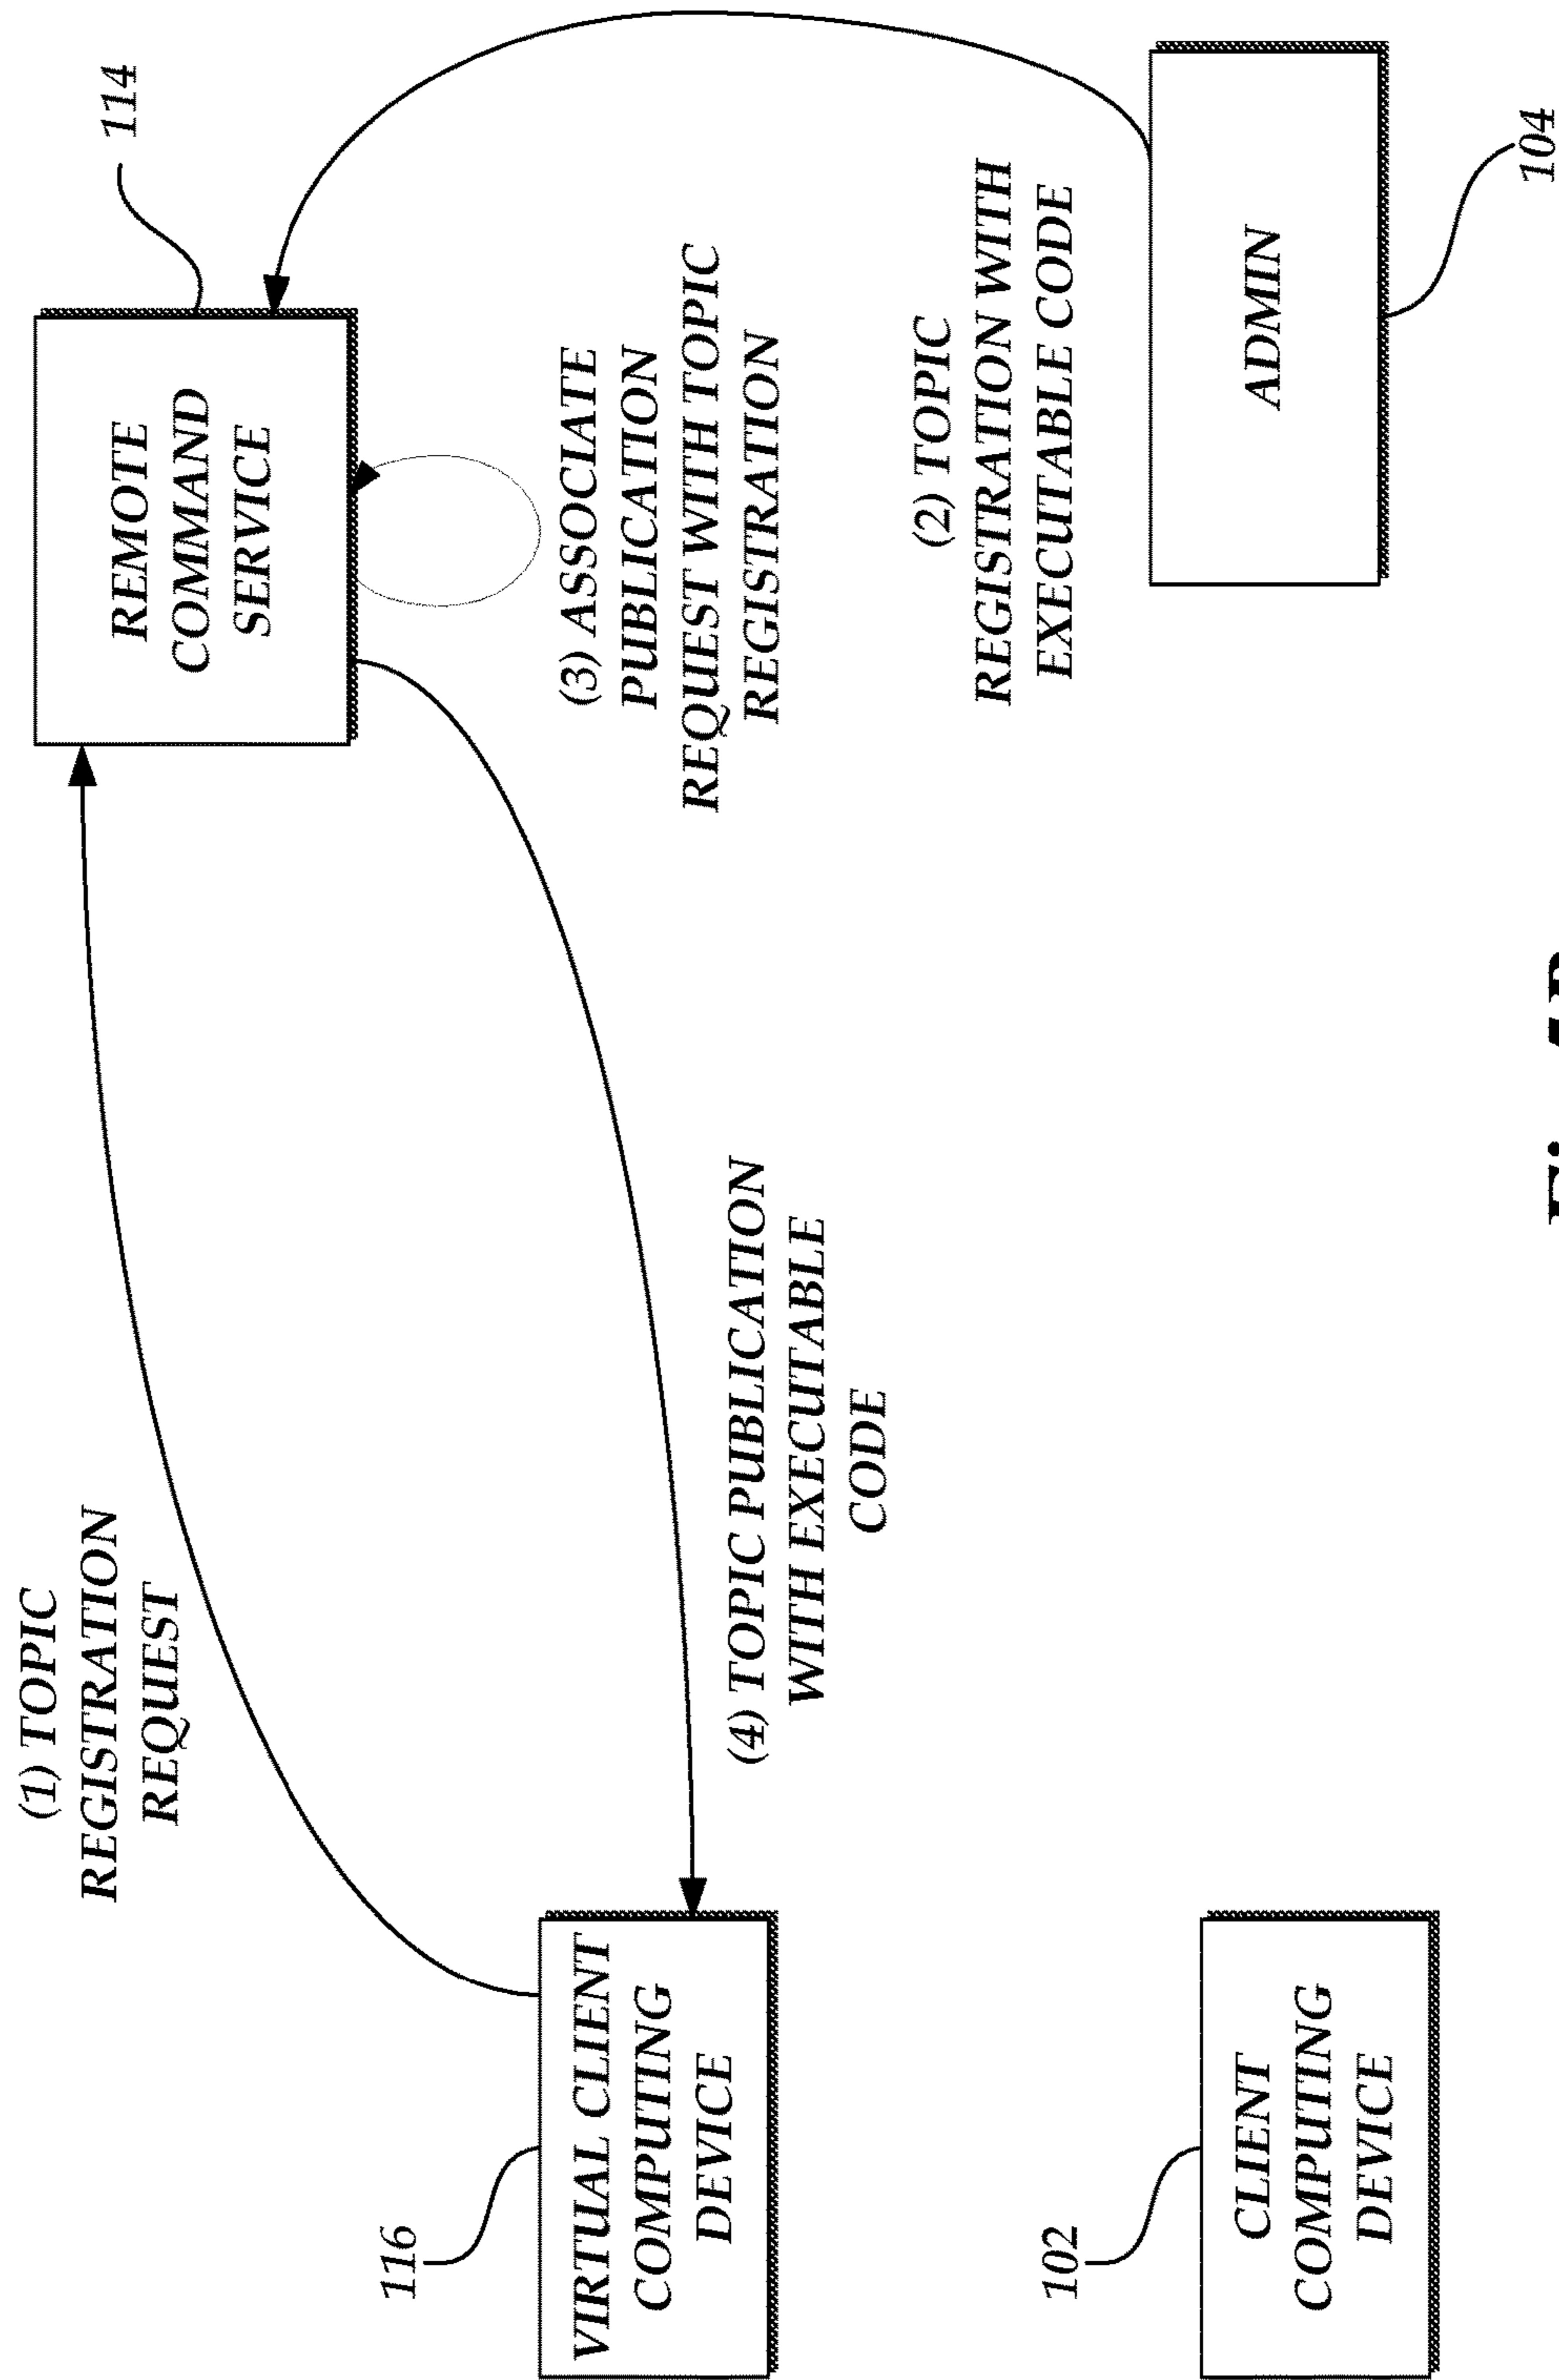 (1) TOPIC
REGISTRATION
REQUEST
114
REMOTE
COMMAND
SERVICE
116
VIRTUAL CLIENT
COMPUTING
DEVICE
(4) TOPIC PUBLICATION
WITH EXECUTABLE
CODE
(3) ASSOCIATE
PUBLICATION
REQUEST WITH TOPIC
REGISTRATION
(2) TOPIC
REGISTRATION WITH
EXECUTABLE CODE
102
CLIENT
COMPUTING
DEVICE
ADMIN
104